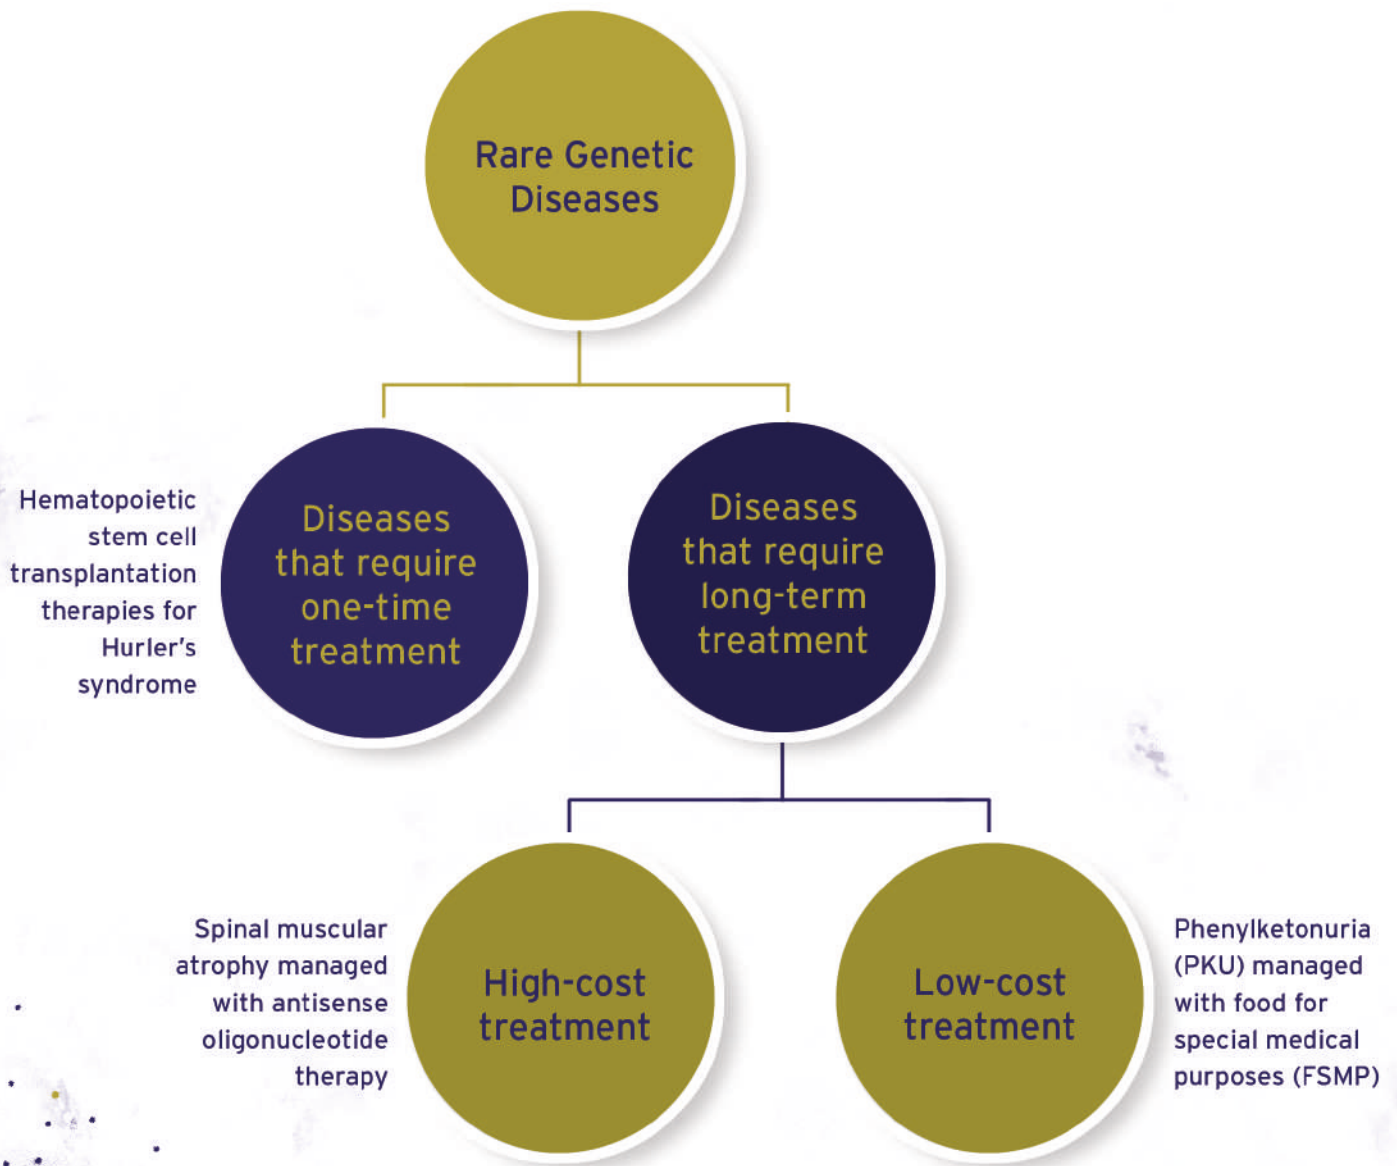 Rare Genetic
Diseases
Hematopoietic
stem cell
transplantation
therapies for
Hurler's
syndrome
Diseases
that require
one-time
treatment
Diseases
that require
long-term
treatment
Spinal muscular
atrophy managed
with antisense
oligonucleotide
therapy
High-cost
treatment
Low-cost
treatment
Phenylketonuria
(PKU) managed
with food for
special medical
purposes (FSMP)